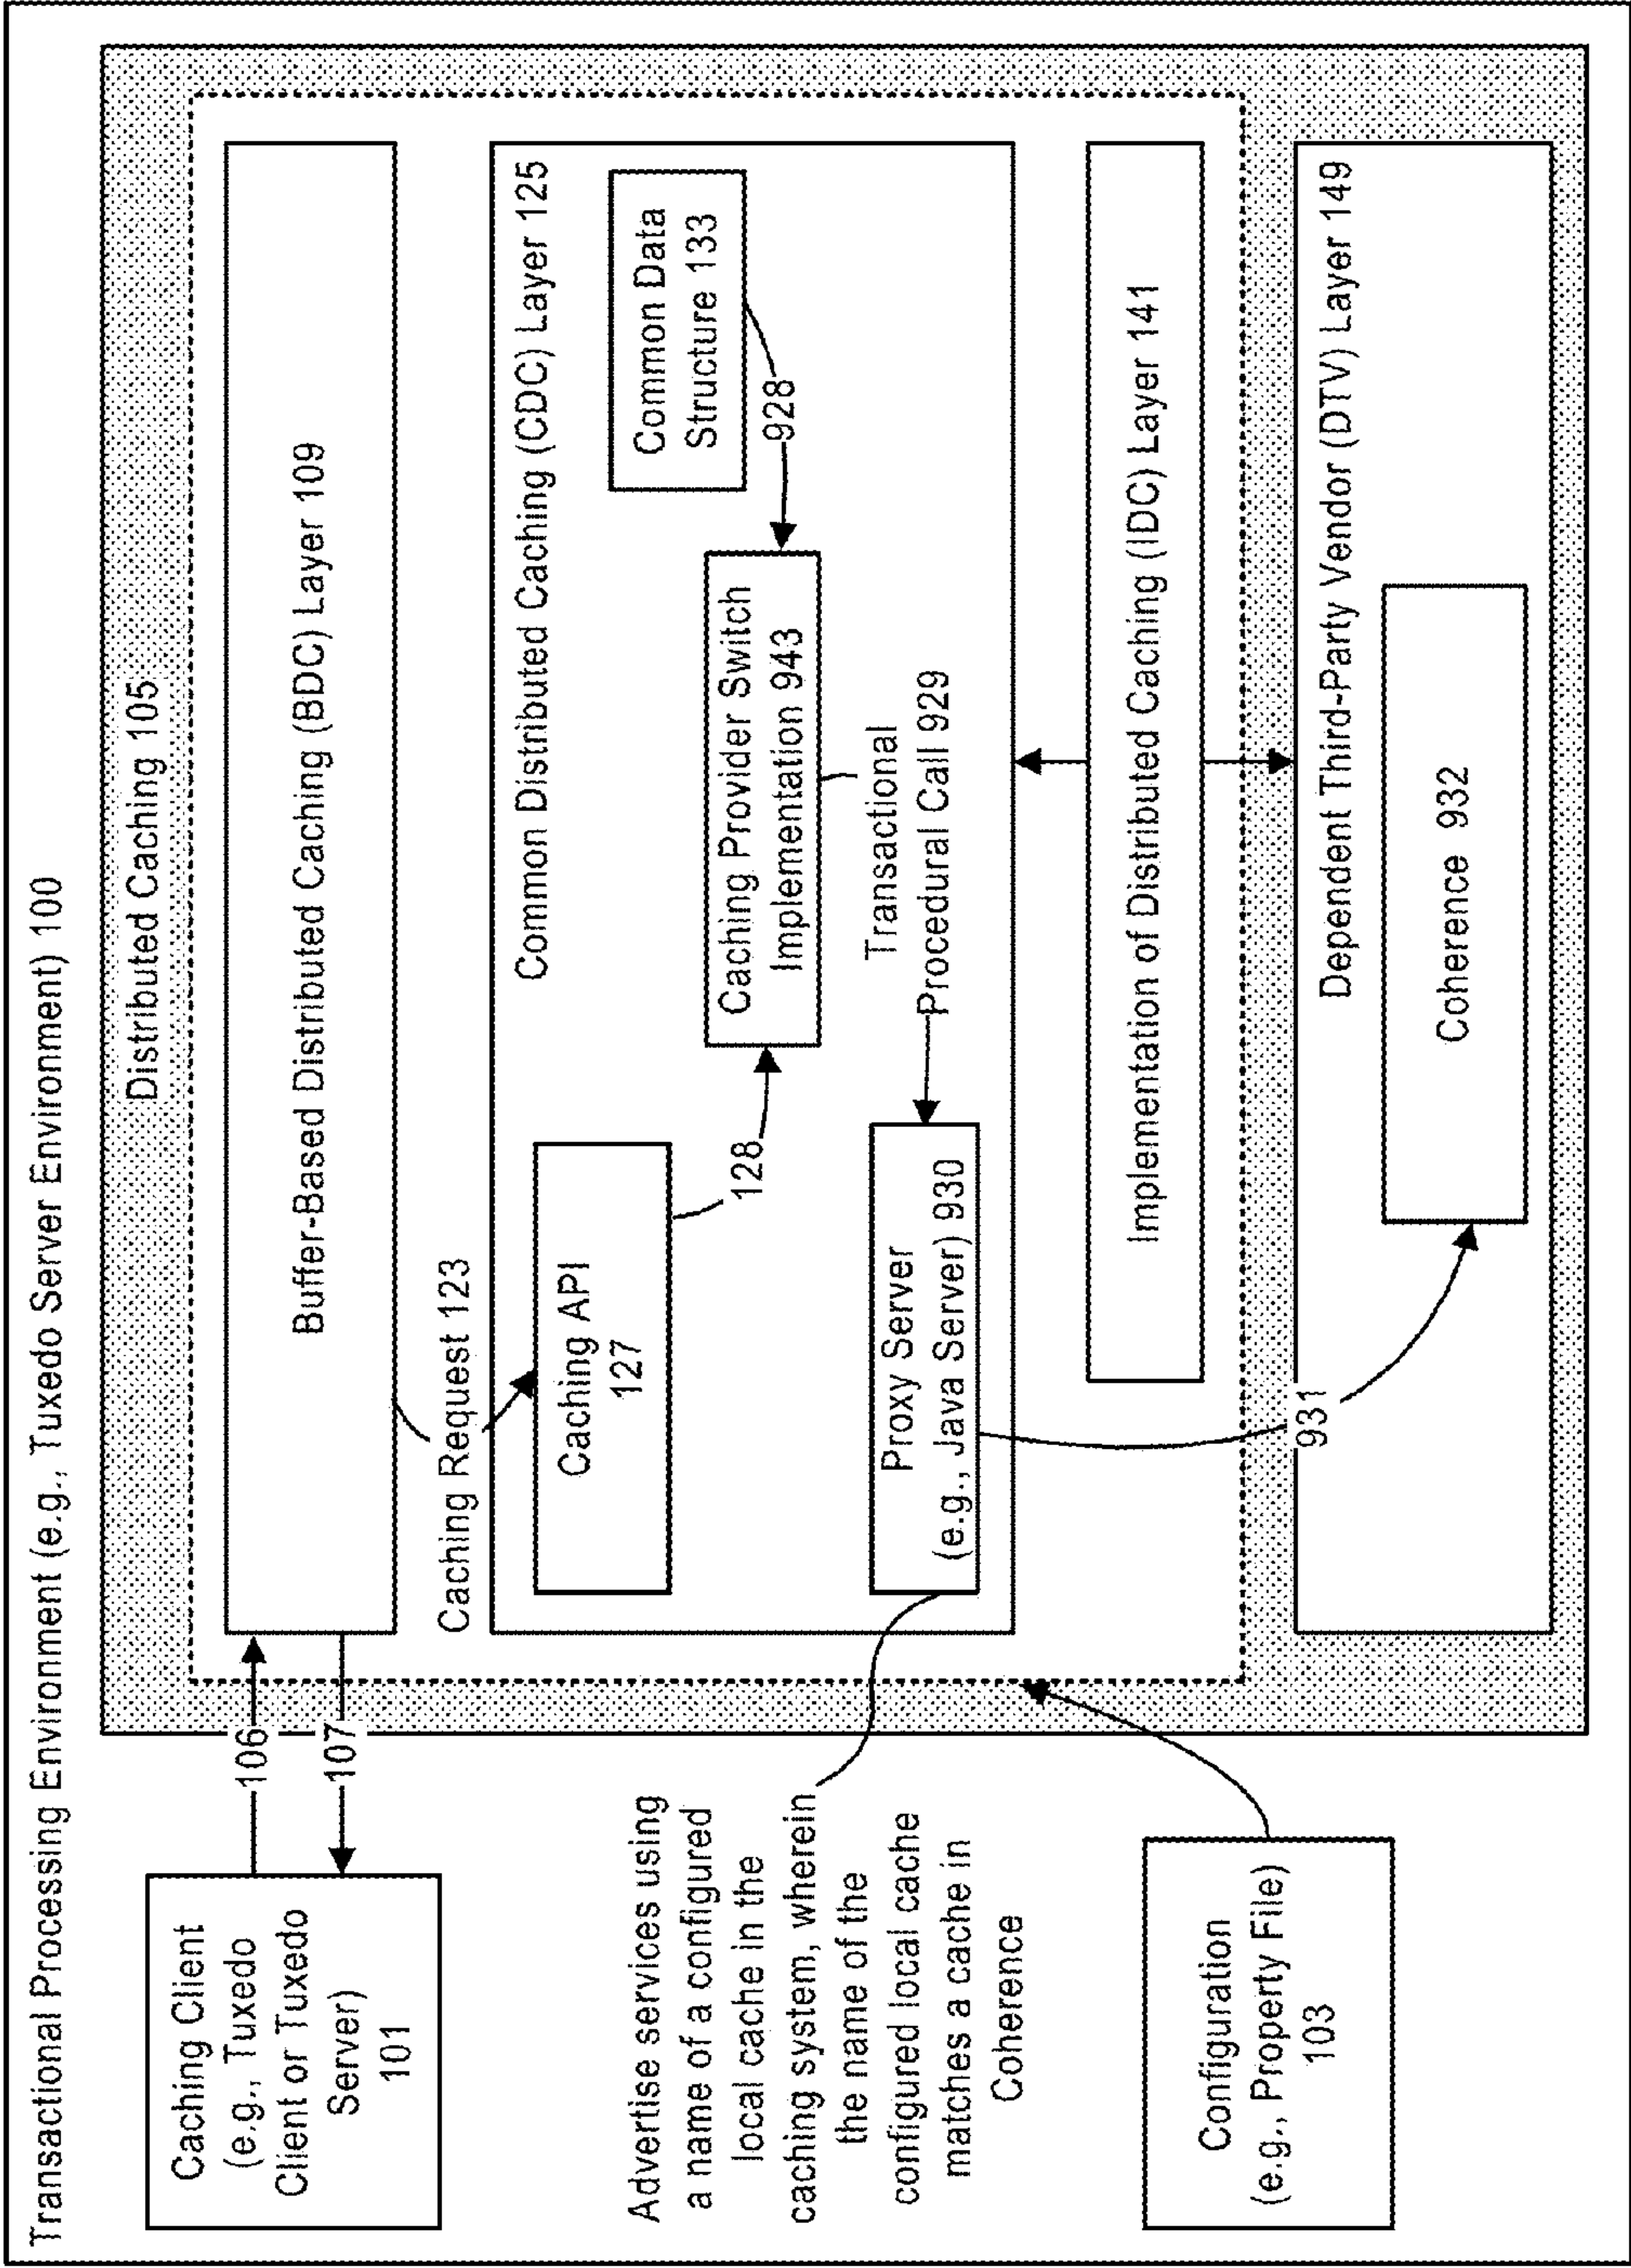 Transactional Processing Environment (e.g., Tuxedo Server Environment) 100
Distributed Caching 105
Caching Client
(e.g., Tuxedo
Client or Tuxedo
Server)
101
106
107
Buffer-Based Distributed Caching (BDC) Layer 109
Caching Request 123
Common Distributed Caching (CDC) Layer 125
Caching API
127
128
Common Data
Structure 133
928
Caching Provider Switch
Implementation 943
Transactional
Procedural Call 929
Proxy Server
(e.g., Java Server) 930
Advertise services using
a name of a configured
local cache in the
caching system, wherein
the name of the
configured local cache
matches a cache in
Coherence
Implementation of Distributed Caching (IDC) Layer 141
Configuration
(e.g., Property File)
103
931
Dependent Third-Party Vendor (DTV) Layer 149
Coherence 932